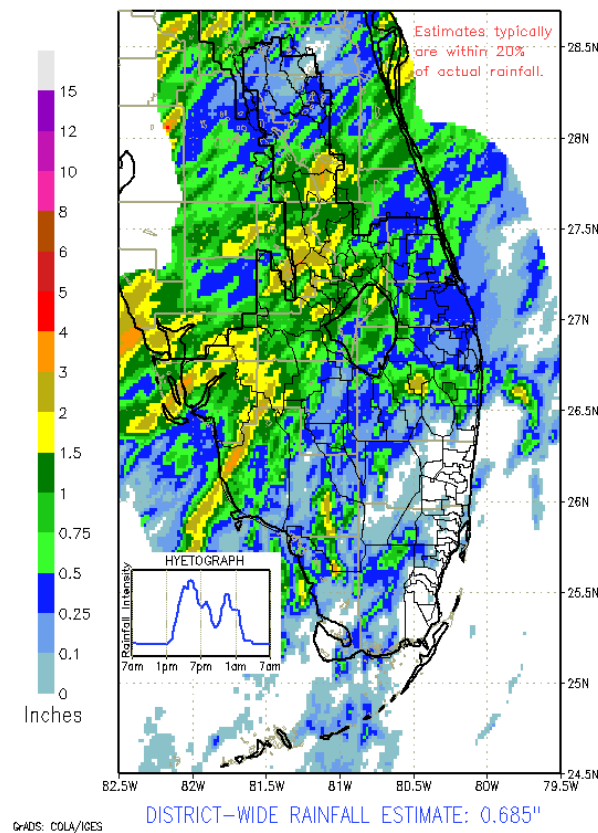 Estimates typically
are within 20%
of actual rainfall.
28.5N
28N
27.5N
27N
26.5N
26N
25.5N
25N
24.5N
15
12
10
8
6
5
4
3
2
1.5
1
0.75
0.5
0.25
0.1
0
Inches
HYETOGRAPH
Rainfall Intensity
7am 1pm 7pm 1am 7am
82.5W 82W 81.5W 81W 80.5W 80W 79.5W
DISTRICT-WIDE RAINFALL ESTIMATE: 0.685"
GrADS: COLA/IGES